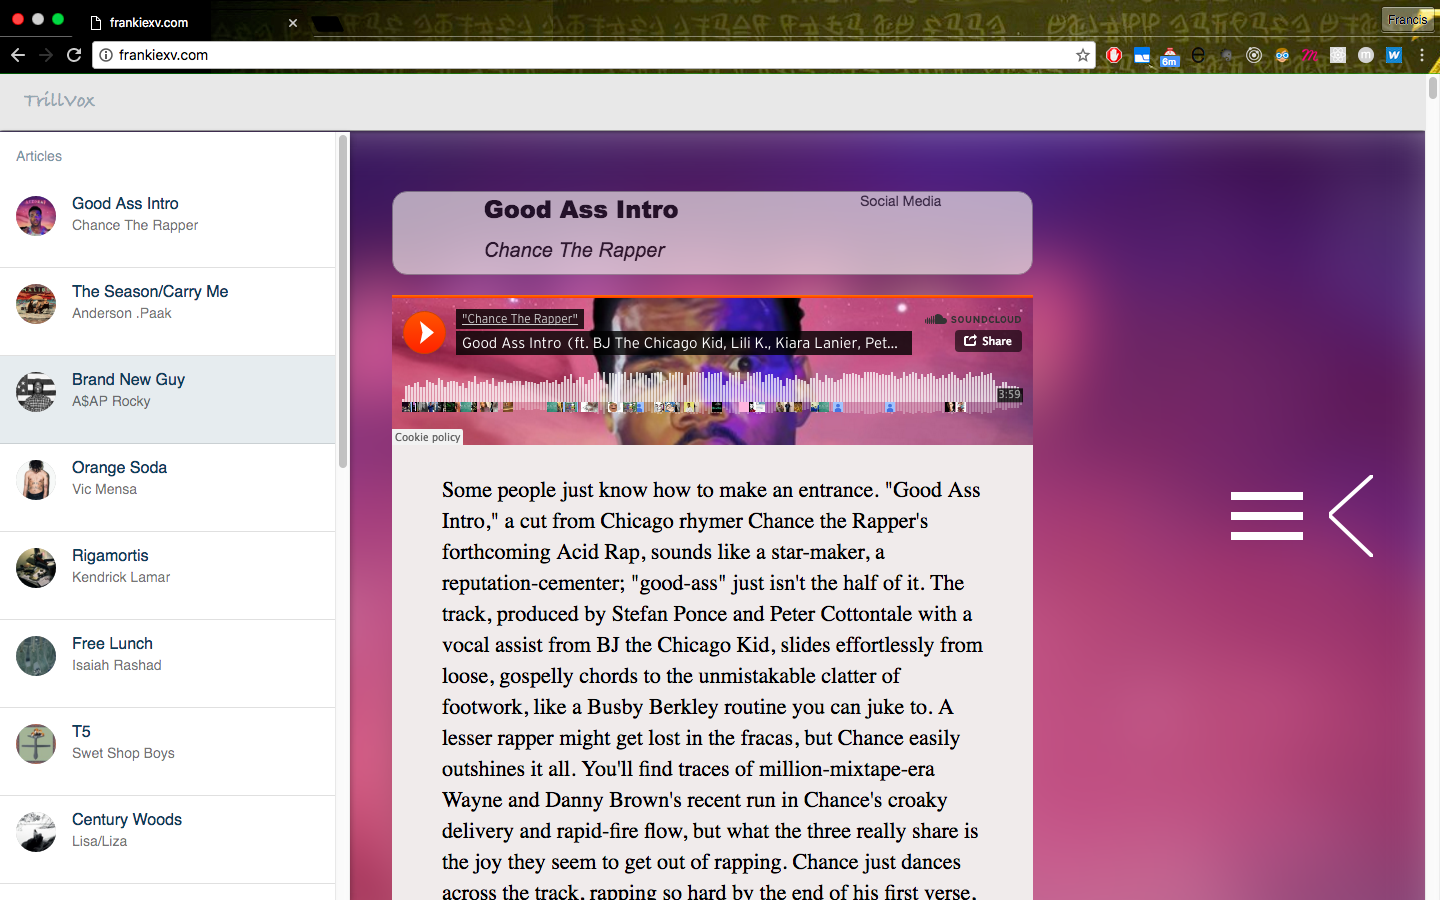 frankiexv.com
Francis
frankiexv.com
6m
TrillVox
Articles
Good Ass Intro
Chance The Rapper
The Season/Carry Me
Anderson .Paak
Brand New Guy
A$AP Rocky
Orange Soda
Vic Mensa
Rigamortis
Kendrick Lamar
Free Lunch
Isaiah Rashad
T5
Swet Shop Boys
Century Woods
Lisa/Liza
Good Ass Intro
Social Media
Chance The Rapper
"Chance The Rapper"
SOUNDCLOUD
Good Ass Intro (ft. BJ The Chicago Kid, Lili K., Kiara Lanier, Pet...
Share
3:59
Cookie policy
Some people just know how to make an entrance. "Good Ass
Intro," a cut from Chicago rhymer Chance the Rapper's
forthcoming Acid Rap, sounds like a star-maker, a
reputation-cementer; "good-ass" just isn't the half of it. The
track, produced by Stefan Ponce and Peter Cottontale with a
vocal assist from BJ the Chicago Kid, slides effortlessly from
loose, gospelly chords to the unmistakable clatter of
footwork, like a Busby Berkley routine you can juke to. A
lesser rapper might get lost in the fracas, but Chance easily
outshines it all. You'll find traces of million-mixtape-era
Wayne and Danny Brown's recent run in Chance's croaky
delivery and rapid-fire flow, but what the three really share is
the joy they seem to get out of rapping. Chance just dances
across the track, rapping so hard by the end of his first verse,